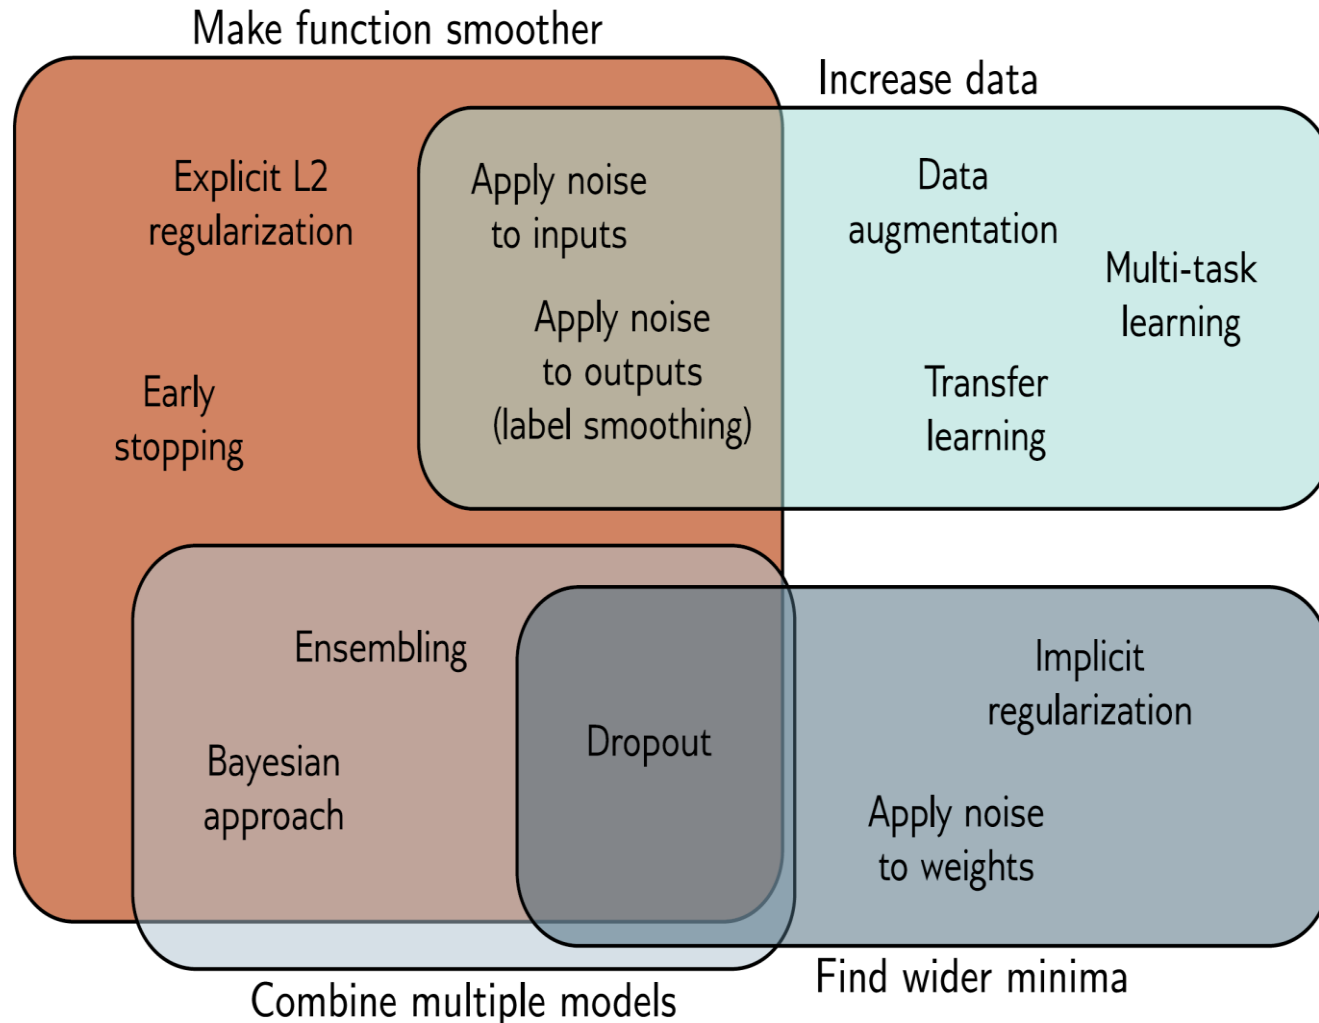 Make function smoother
Increase data
Explicit L2
regularization
Apply noise
to inputs
Data
augmentation
Multi-task
learning
Apply noise
to outputs
(label smoothing)
Early
stopping
Transfer
learning
Ensembling
Bayesian
approach
Dropout
Implicit
regularization
Apply noise
to weights
Combine multiple models
Find wider minima